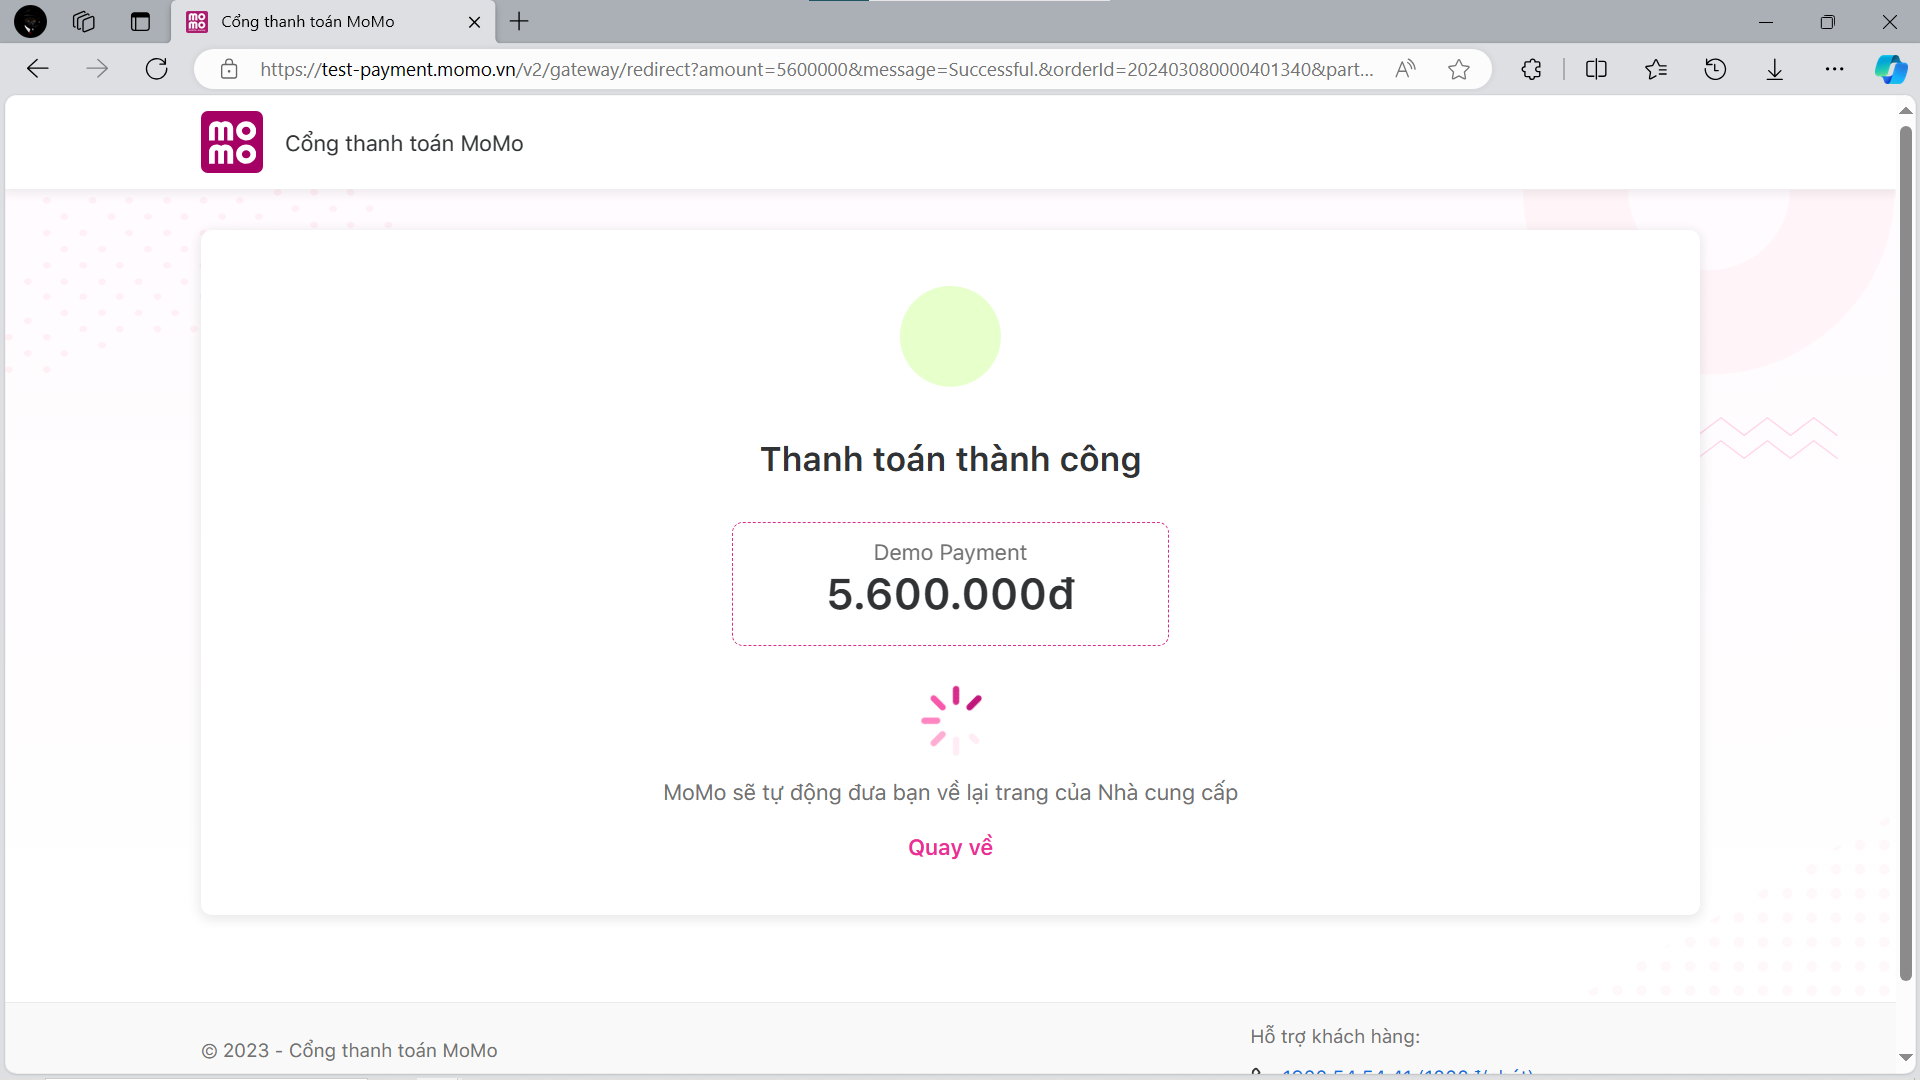 Cổng thanh toán MoMo
https://test-payment.momo.vn/v2/gateway/redirect?amount=5600000&message=Successful.&orderId=202403080000401340&part...
mo
mo
Cổng thanh toán MoMo
Thanh toán thành công
Demo Payment
5.600.000đ
MoMo sẽ tự động đưa bạn về lại trang của Nhà cung cấp
Quay về
© 2023 - Cổng thanh toán MoMo
Hỗ trợ khách hàng: